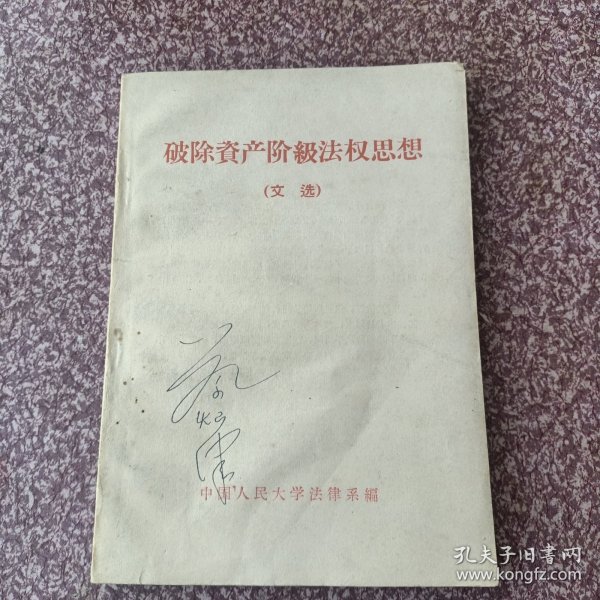 破除資产阶級法权思想
(文选)
中国人民大学法律系編
孔夫子旧書网
www.kongfz.com